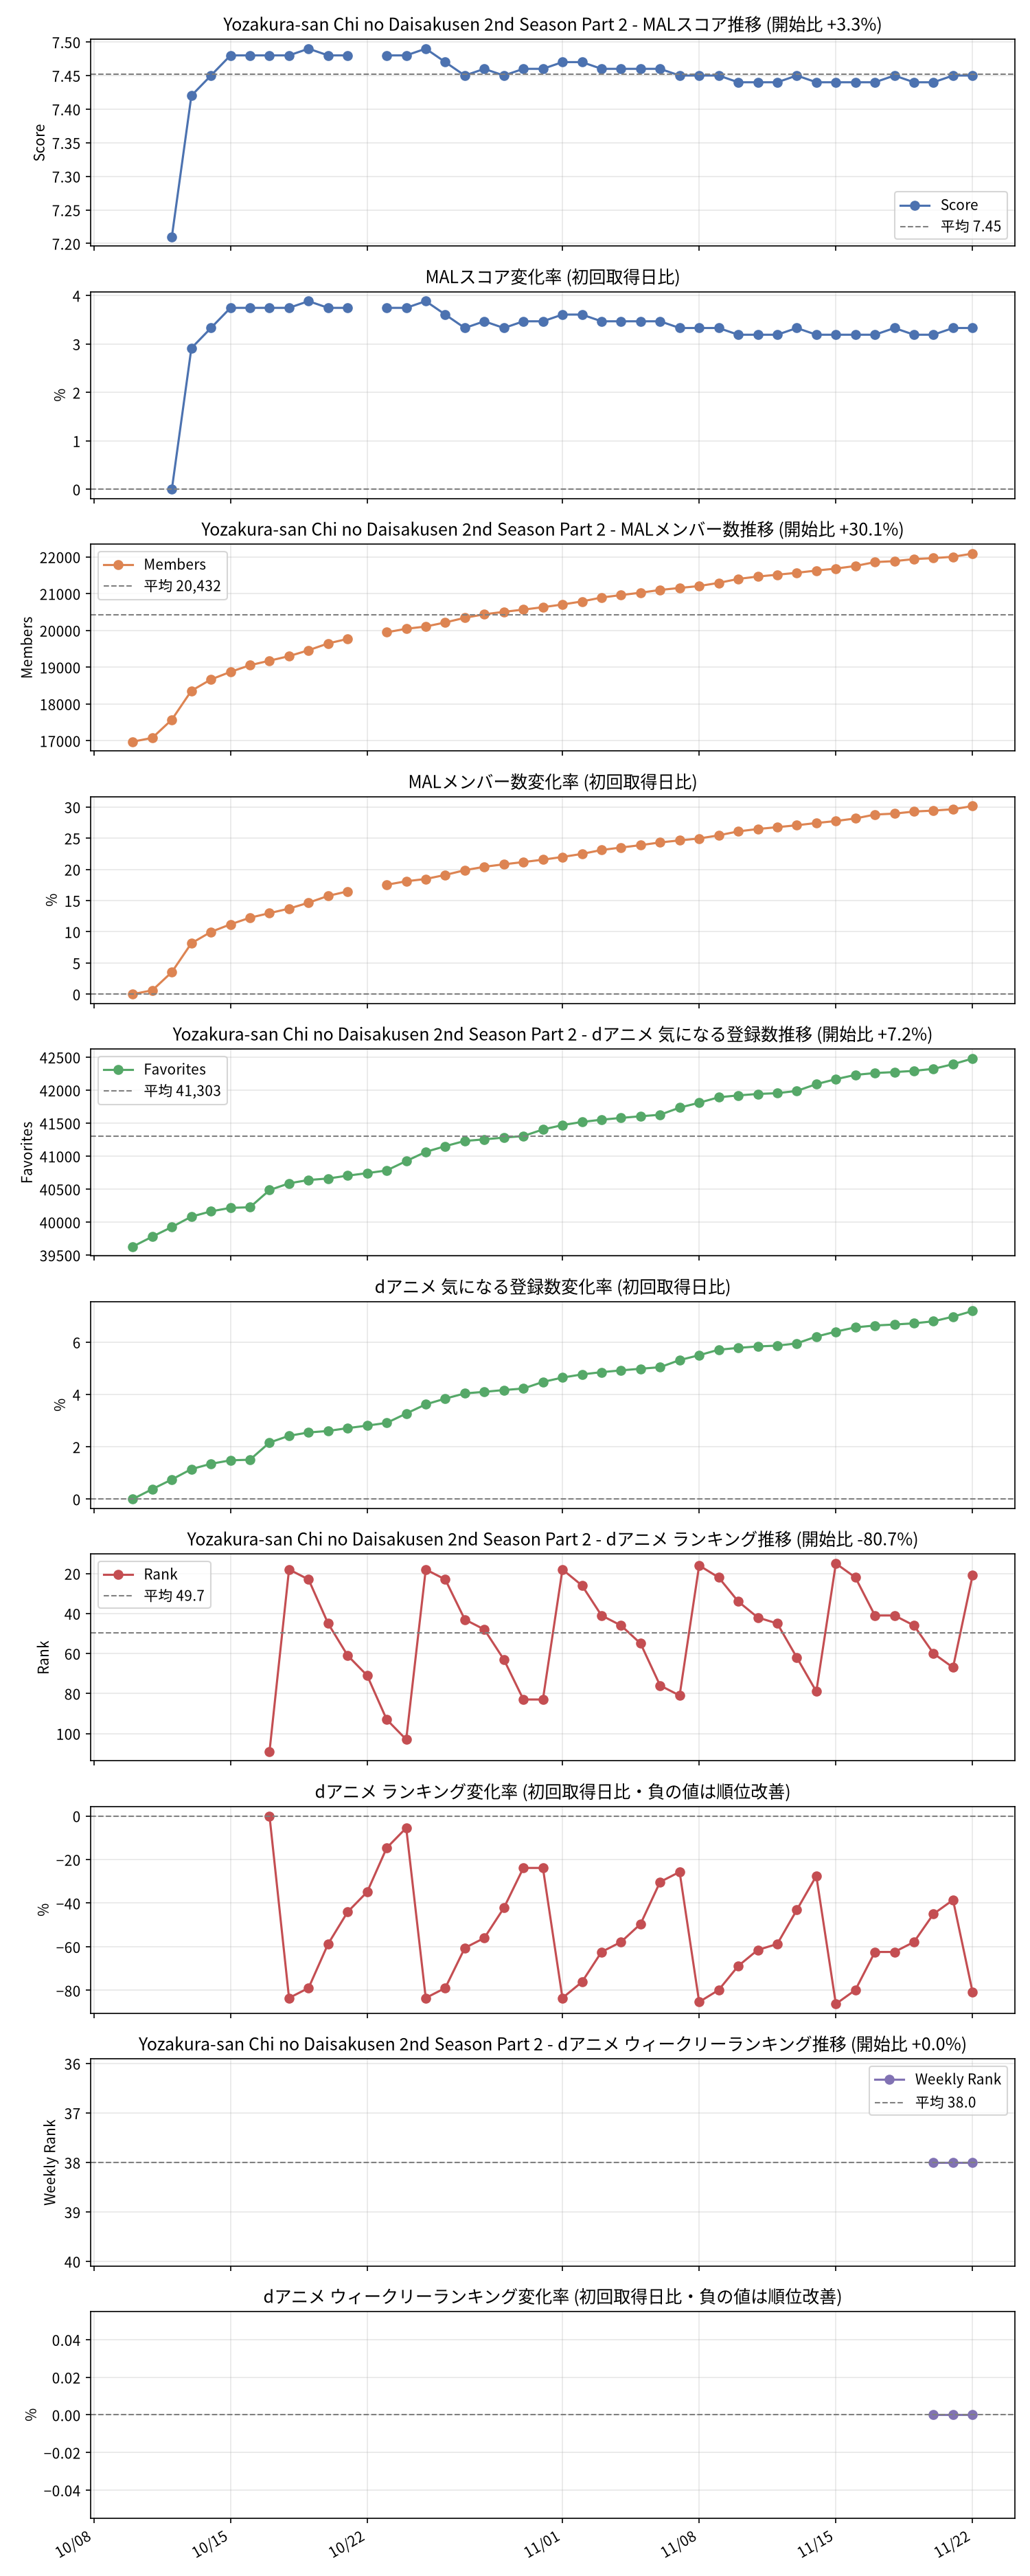 Yozakura-san Chi no Daisakusen 2nd Season Part 2 - MALスコア推移 (開始比 +3.3%)
7.50
7.45
7.40
7.35
7.30
7.25
7.20
Score
Score
平均 7.45
MALスコア変化率 (初回取得日比)
4
3
2
1
0
%
Yozakura-san Chi no Daisakusen 2nd Season Part 2 - MALメンバー数推移 (開始比 +30.1%)
22000
21000
20000
19000
18000
17000
Members
Members
平均 20,432
MALメンバー数変化率 (初回取得日比)
30
25
20
15
10
5
0
%
Yozakura-san Chi no Daisakusen 2nd Season Part 2 - dアニメ 気になる登録数推移 (開始比 +7.2%)
42500
42000
41500
41000
40500
40000
39500
Favorites
Favorites
平均 41,303
dアニメ 気になる登録数変化率 (初回取得日比)
6
4
2
0
%
Yozakura-san Chi no Daisakusen 2nd Season Part 2 - dアニメ ランキング推移 (開始比 -80.7%)
20
40
60
80
100
Rank
Rank
平均 49.7
dアニメ ランキング変化率 (初回取得日比・負の値は順位改善)
0
−20
−40
−60
−80
%
Yozakura-san Chi no Daisakusen 2nd Season Part 2 - dアニメ ウィークリーランキング推移 (開始比 +0.0%)
36
37
38
39
40
Weekly Rank
Weekly Rank
平均 38.0
dアニメ ウィークリーランキング変化率 (初回取得日比・負の値は順位改善)
0.04
0.02
0.00
−0.02
−0.04
%
10/08
10/15
10/22
11/01
11/08
11/15
11/22